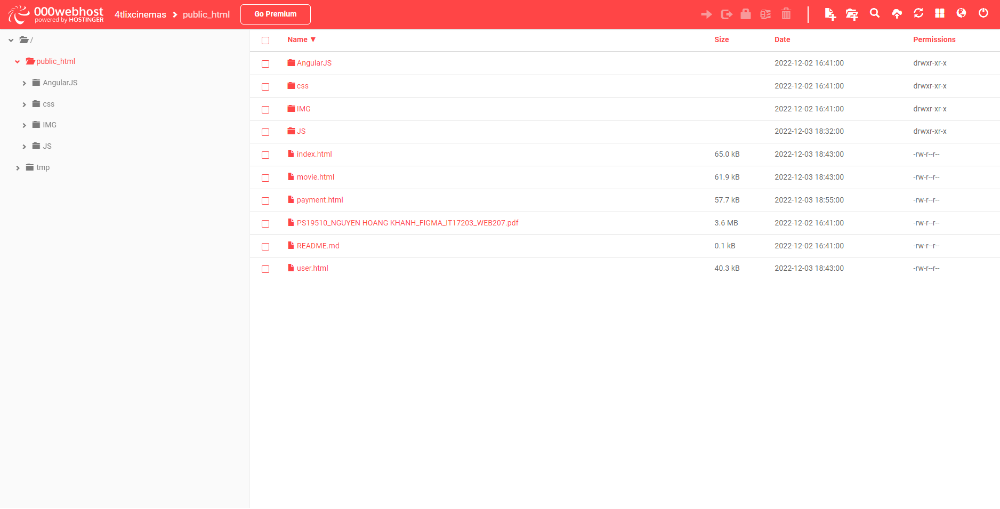 000webhost
powered by HOSTINGER
4tlixcinemas public_html
Go Premium
/
public_html
AngularJS
css
IMG
JS
tmp
Name ▼ Size Date Permissions
AngularJS 2022-12-02 16:41:00 drwxr-xr-x
css 2022-12-02 16:41:00 drwxr-xr-x
IMG 2022-12-02 16:41:00 drwxr-xr-x
JS 2022-12-03 18:32:00 drwxr-xr-x
index.html 65.0 kB 2022-12-03 18:43:00 -rw-r--r--
movie.html 61.9 kB 2022-12-03 18:43:00 -rw-r--r--
payment.html 57.7 kB 2022-12-03 18:55:00 -rw-r--r--
PS19510_NGUYEN HOANG KHANH_FIGMA_IT17203_WEB207.pdf 3.6 MB 2022-12-02 16:41:00 -rw-r--r--
README.md 0.1 kB 2022-12-02 16:41:00 -rw-r--r--
user.html 40.3 kB 2022-12-03 18:43:00 -rw-r--r--